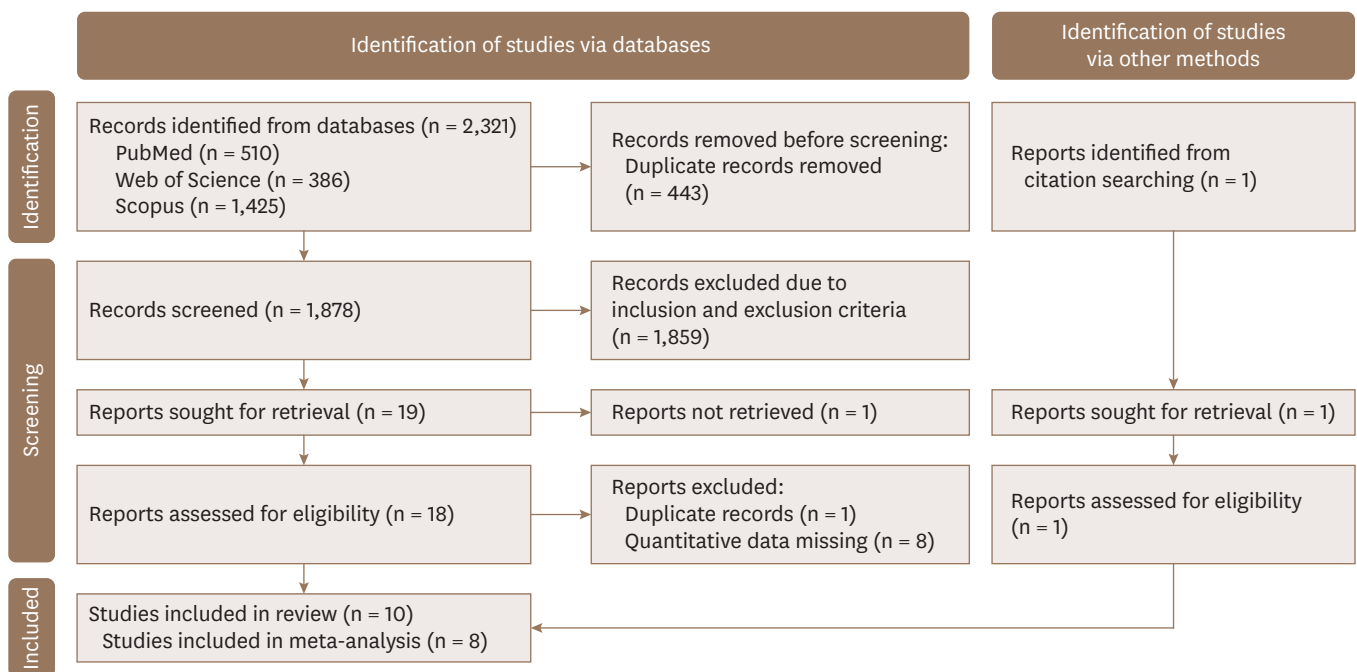 Identification of studies via databases
Identification of studies
via other methods
Identification
Records identified from databases (n = 2,321)
PubMed (n = 510)
Web of Science (n = 386)
Scopus (n = 1,425)
Records removed before screening:
Duplicate records removed
(n = 443)
Reports identified from
citation searching (n = 1)
Screening
Records screened (n = 1,878)
Records excluded due to
inclusion and exclusion criteria
(n = 1,859)
Reports sought for retrieval (n = 19)
Reports not retrieved (n = 1)
Reports sought for retrieval (n = 1)
Reports assessed for eligibility (n = 18)
Reports excluded:
Duplicate records (n = 1)
Quantitative data missing (n = 8)
Reports assessed for eligibility
(n = 1)
Included
Studies included in review (n = 10)
Studies included in meta-analysis (n = 8)